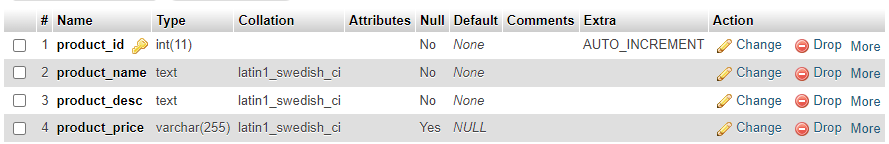 # Name Type Collation Attributes Null Default Comments Extra Action
1 product_id int(11) No None AUTO_INCREMENT Change Drop More
2 product_name text latin1_swedish_ci No None Change Drop More
3 product_desc text latin1_swedish_ci No None Change Drop More
4 product_price varchar(255) latin1_swedish_ci Yes NULL Change Drop More